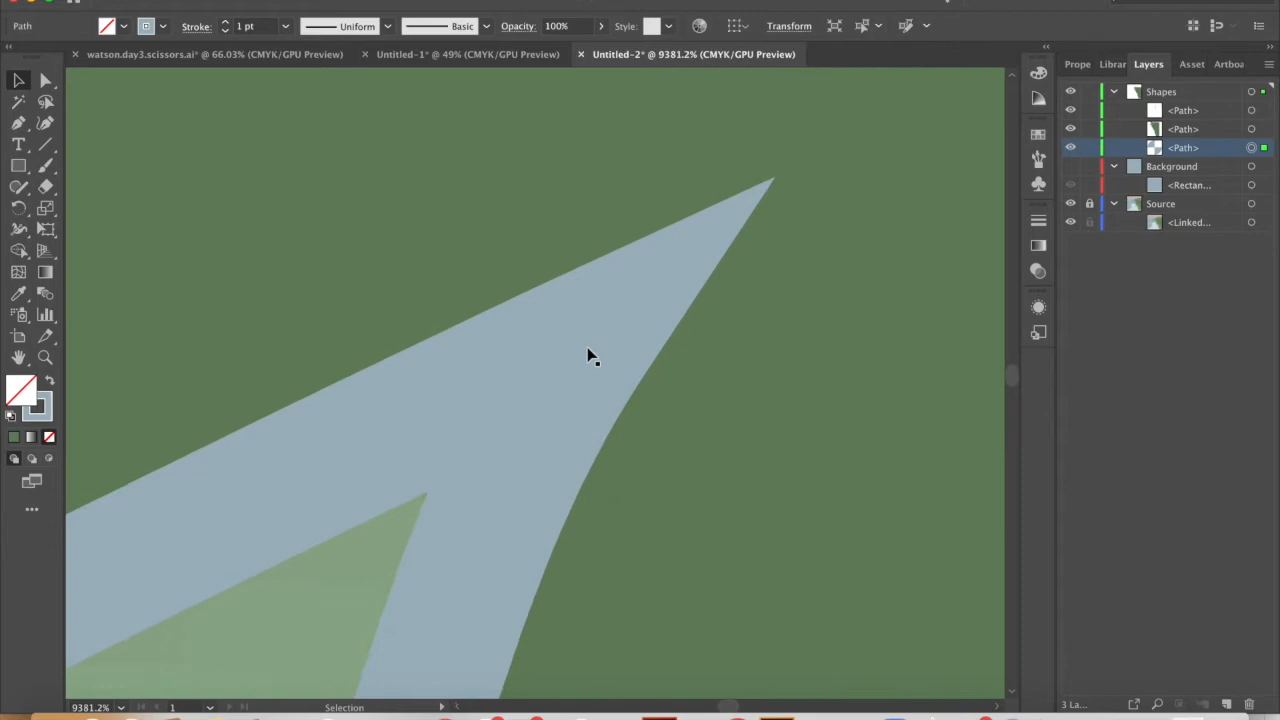 Path Stroke: 1 pt Uniform Basic Opacity: 100% Style: Transform
watson.day3.scissors.ai* @ 66.03% (CMYK/GPU Preview) Untitled-1* @ 49% (CMYK/GPU Preview) Untitled-2* @ 9381.2% (CMYK/GPU Preview)
Prope Librar Layers Asset Artboa
Shapes
<Path>
<Path>
<Path>
Background
<Rectan...
Source
<Linked...
9381.2% 1 Selection
3 La...